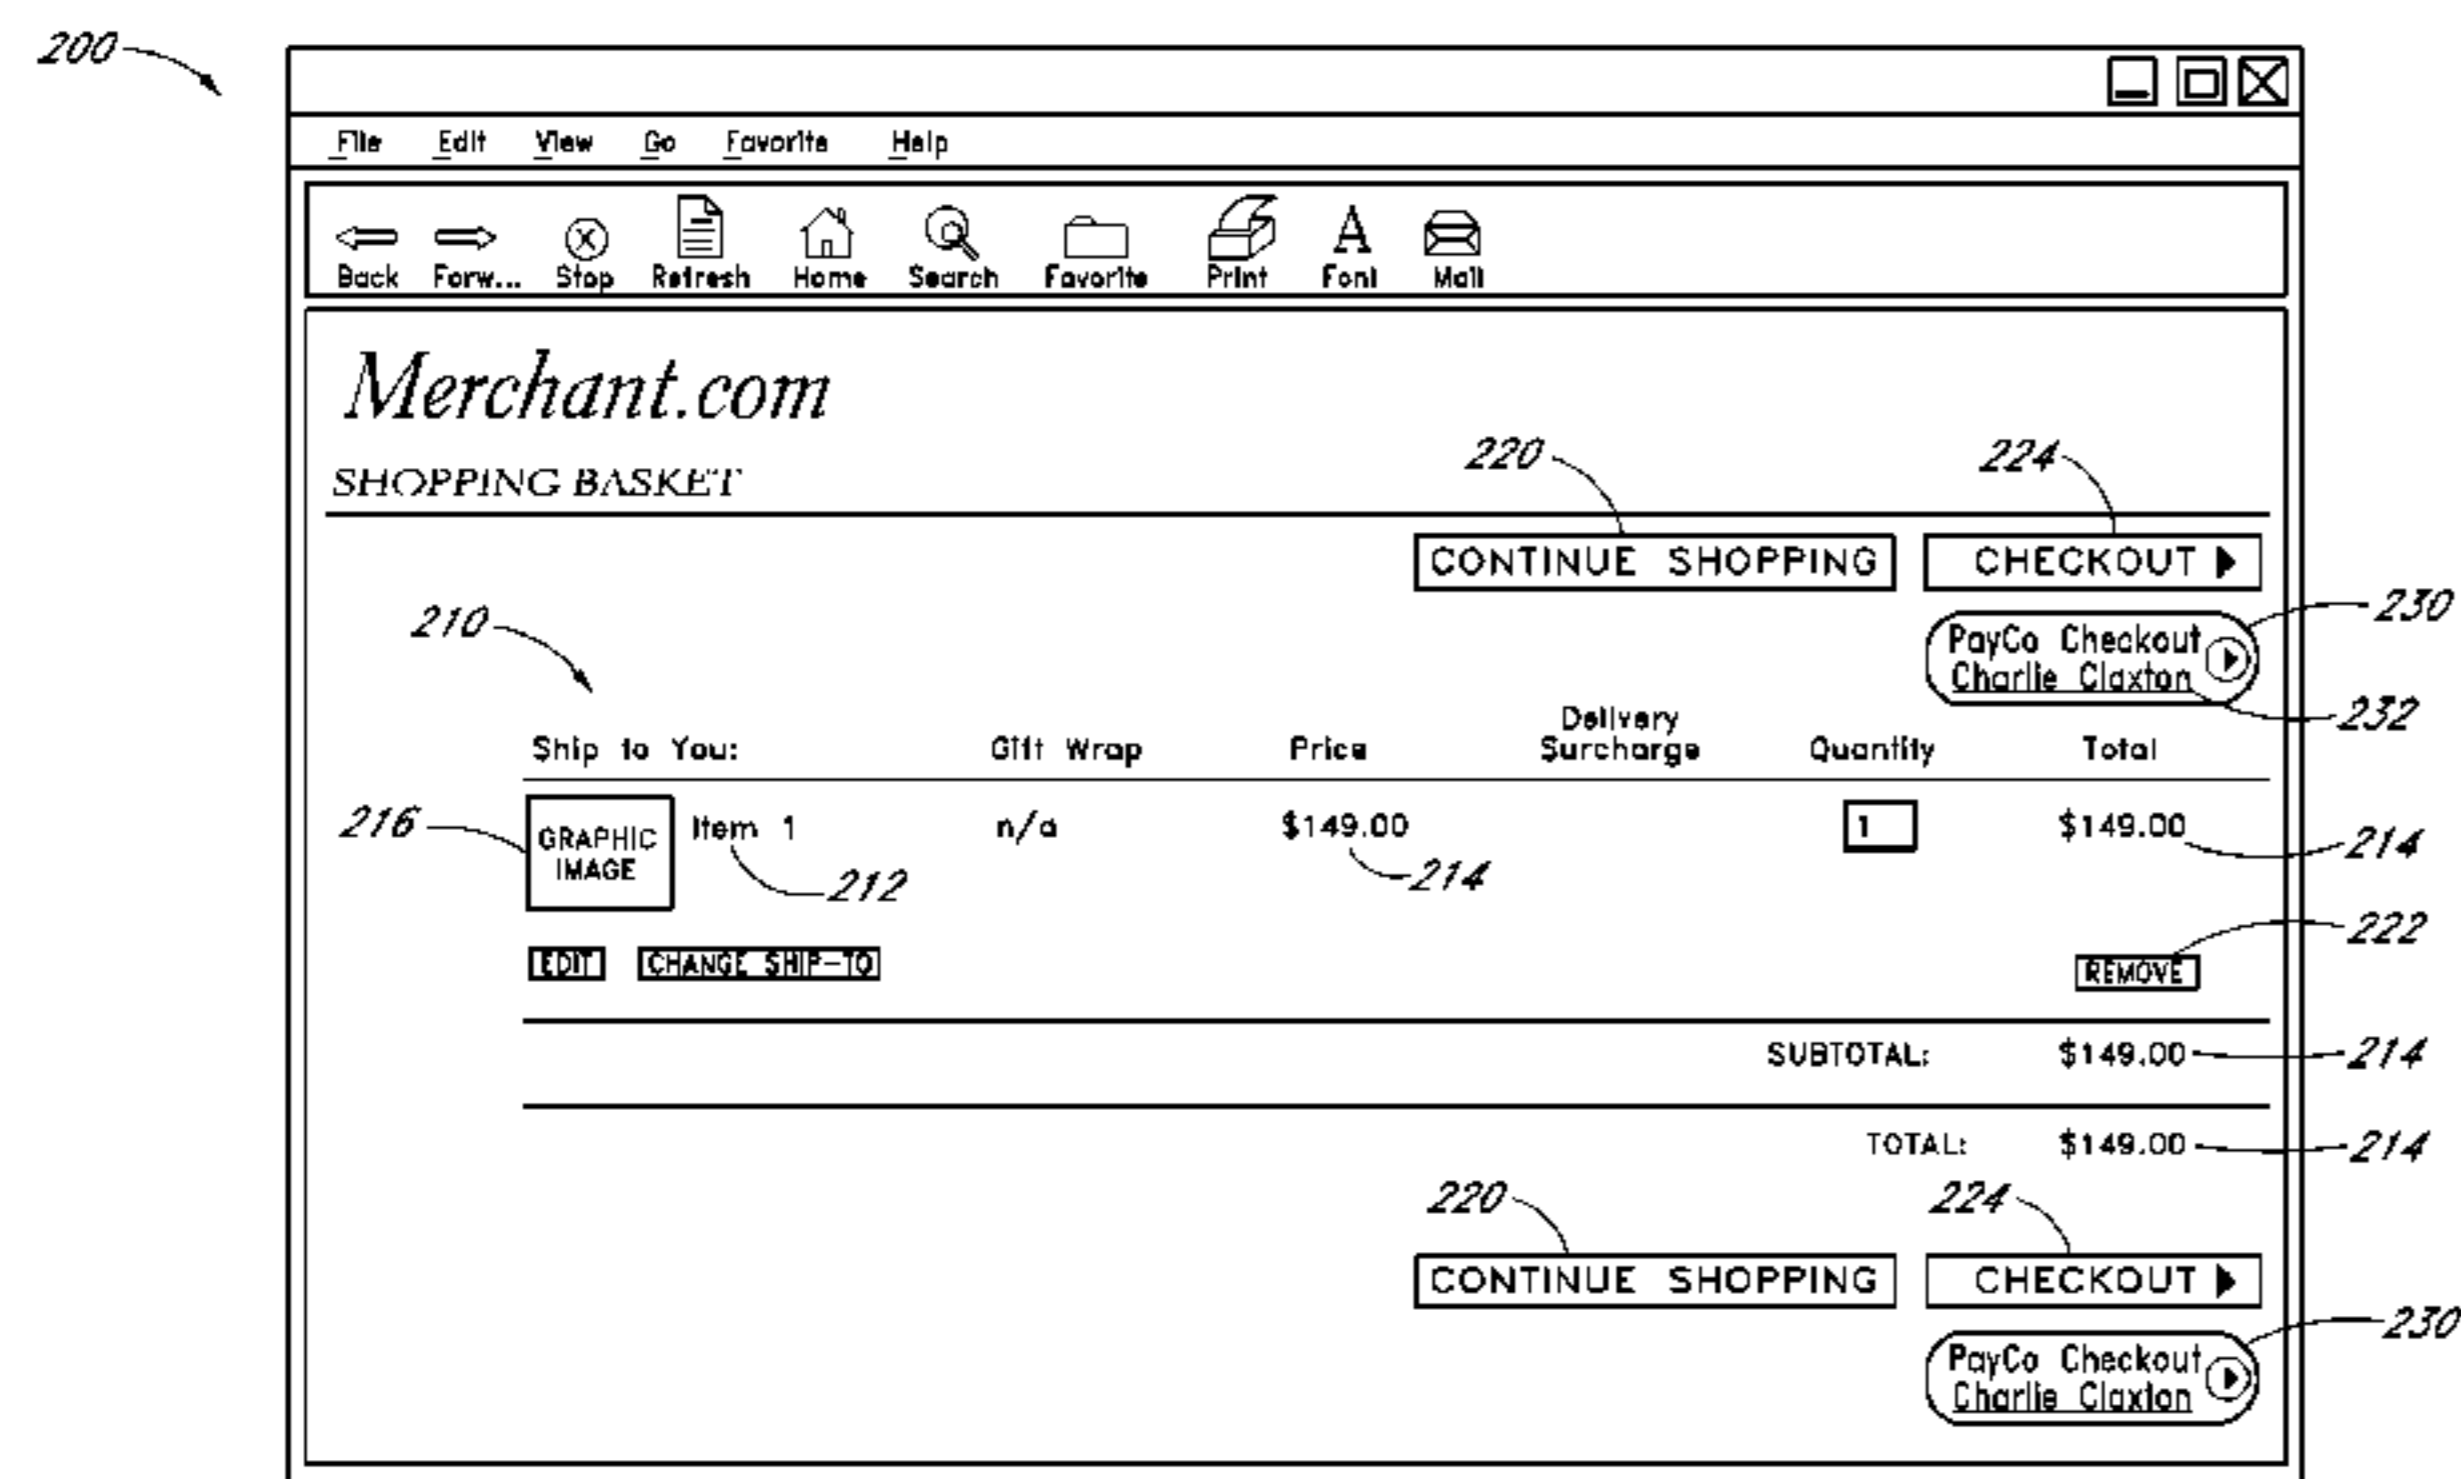 200
File Edit View Go Favorite Help
Back Forw... Stop Refresh Home Search Favorite Print Font Mail
Merchant.com
SHOPPING BASKET
220 224
CONTINUE SHOPPING CHECKOUT
210 230
PayCo Checkout
Charlie Claxton
232
Delivery
Ship to You: Gift Wrap Price Surcharge Quantity Total
216 GRAPHIC IMAGE Item 1 n/a $149.00 1 $149.00 214
212 214
222
EDIT CHANGE SHIP-TO REMOVE
SUBTOTAL: $149.00 214
TOTAL: $149.00 214
220 224
CONTINUE SHOPPING CHECKOUT
230
PayCo Checkout
Charlie Claxton